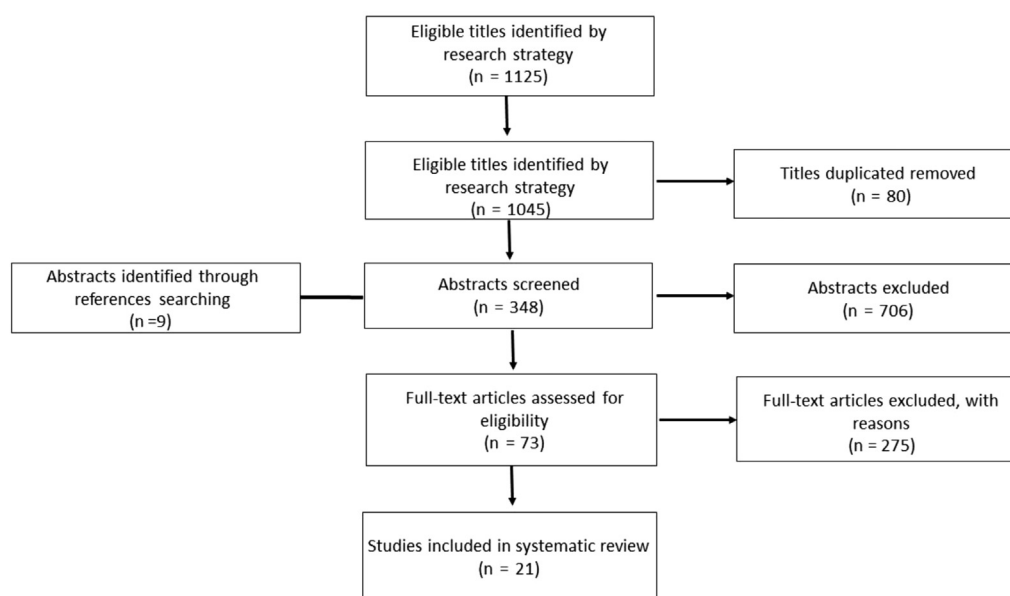 Eligible titles identified by
research strategy
(n = 1125)
Eligible titles identified by
research strategy
(n = 1045)
Titles duplicated removed
(n = 80)
Abstracts identified through
references searching
(n =9)
Abstracts screened
(n = 348)
Abstracts excluded
(n = 706)
Full-text articles assessed for
eligibility
(n = 73)
Full-text articles excluded, with
reasons
(n = 275)
Studies included in systematic review
(n = 21)